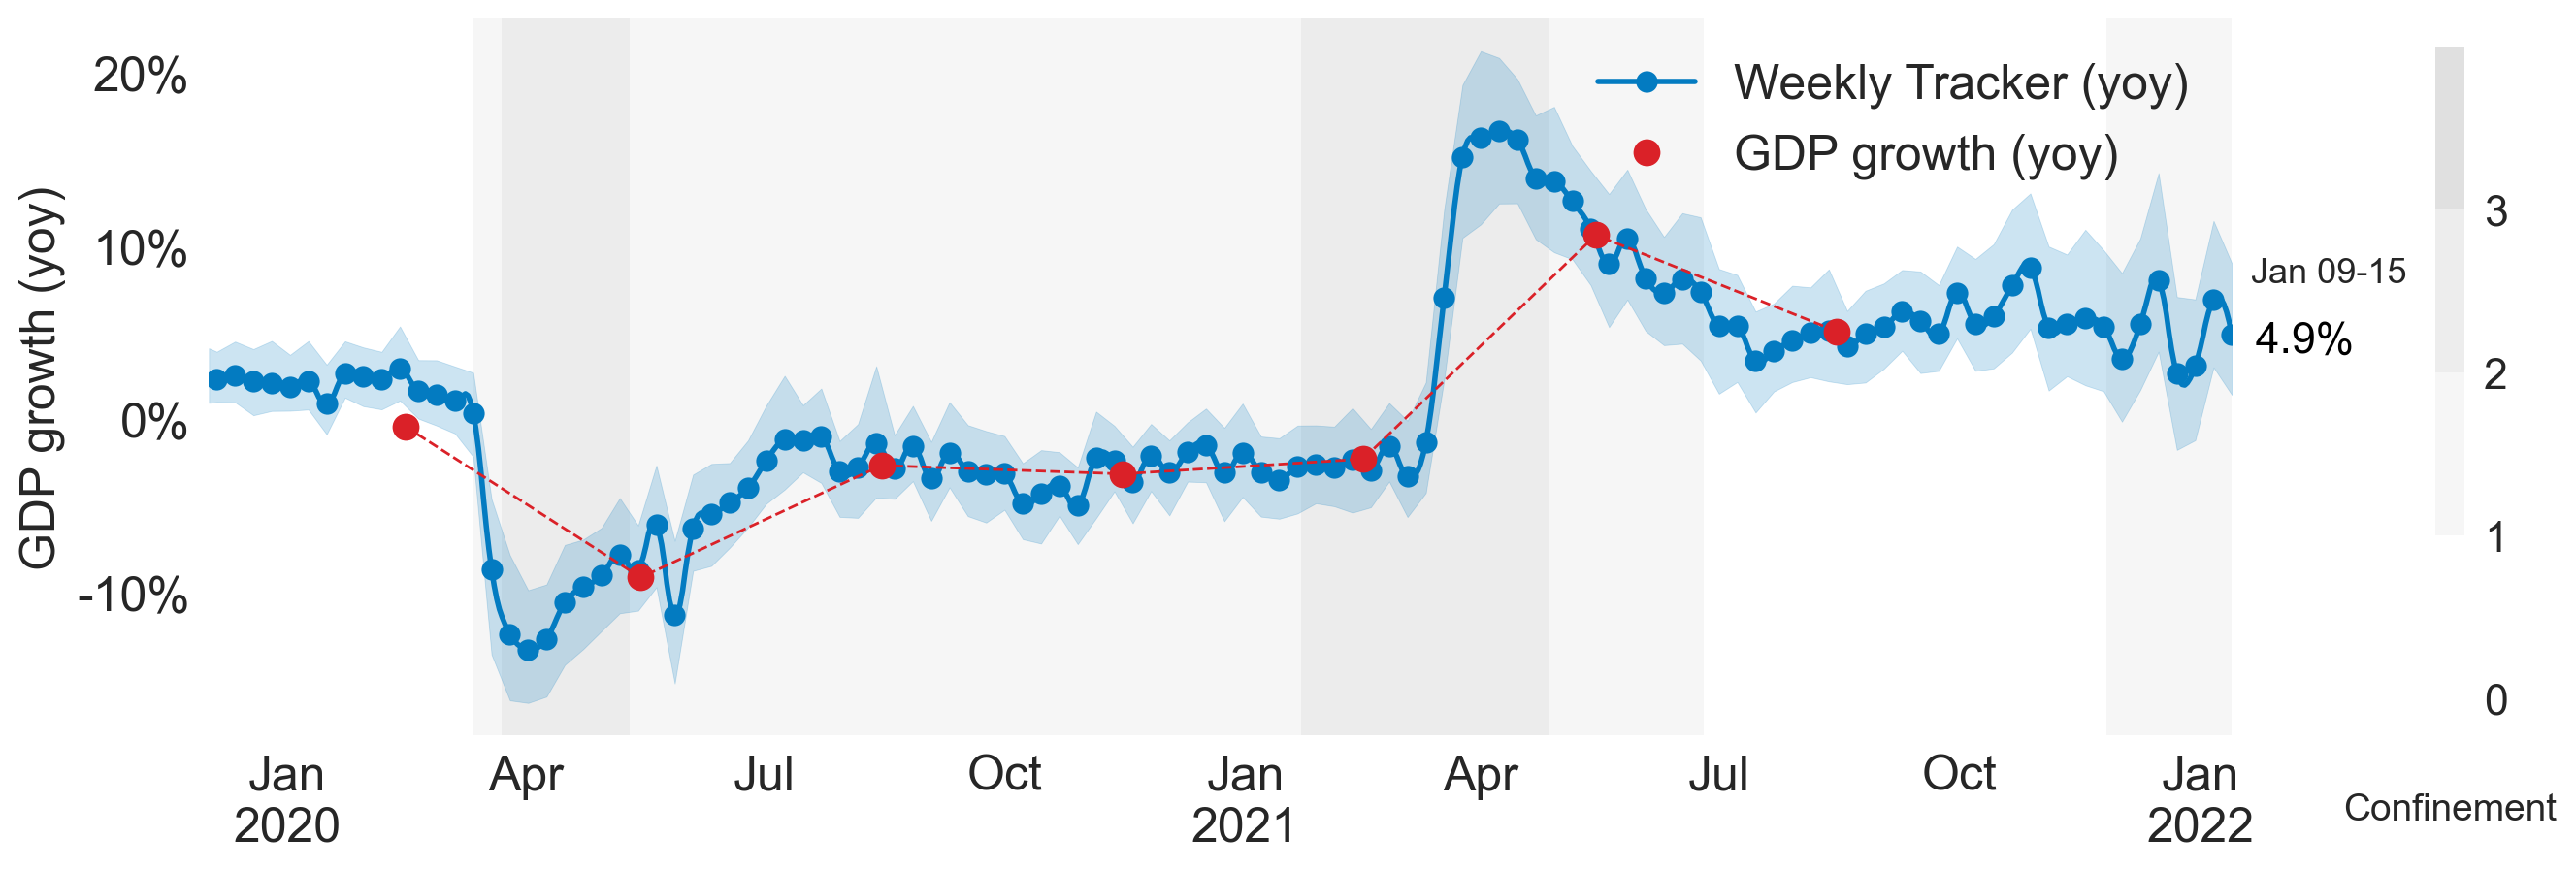 20%
10%
0%
-10%
GDP growth (yoy)
Weekly Tracker (yoy)
GDP growth (yoy)
Jan 09-15
4.9%
3
2
1
0
Confinement
Jan Apr Jul Oct Jan Apr Jul Oct Jan
2020 2021 2022